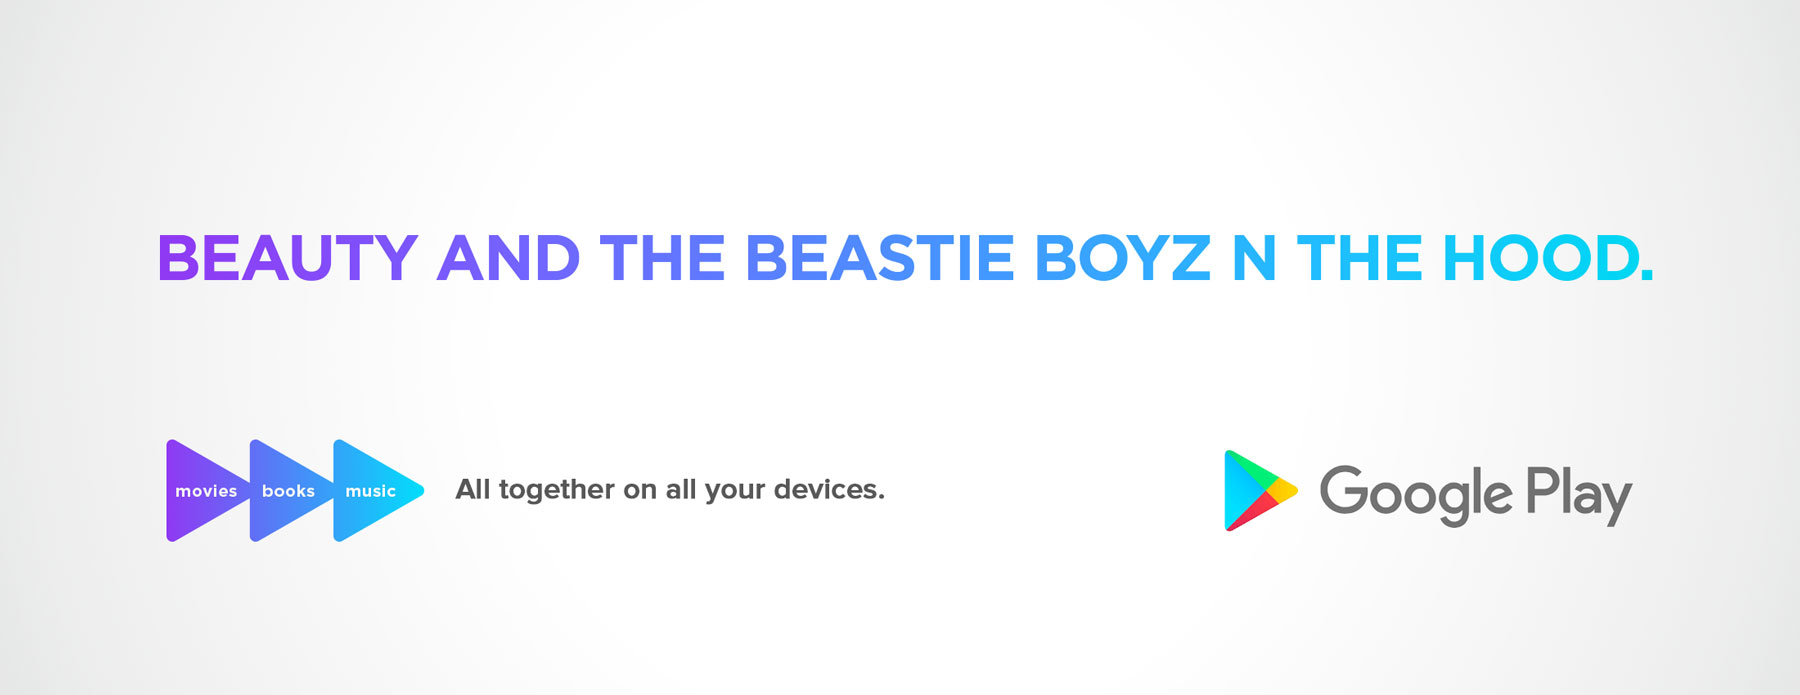 BEAUTY AND THE BEASTIE BOYZ N THE HOOD.
movies books music All together on all your devices.
Google Play